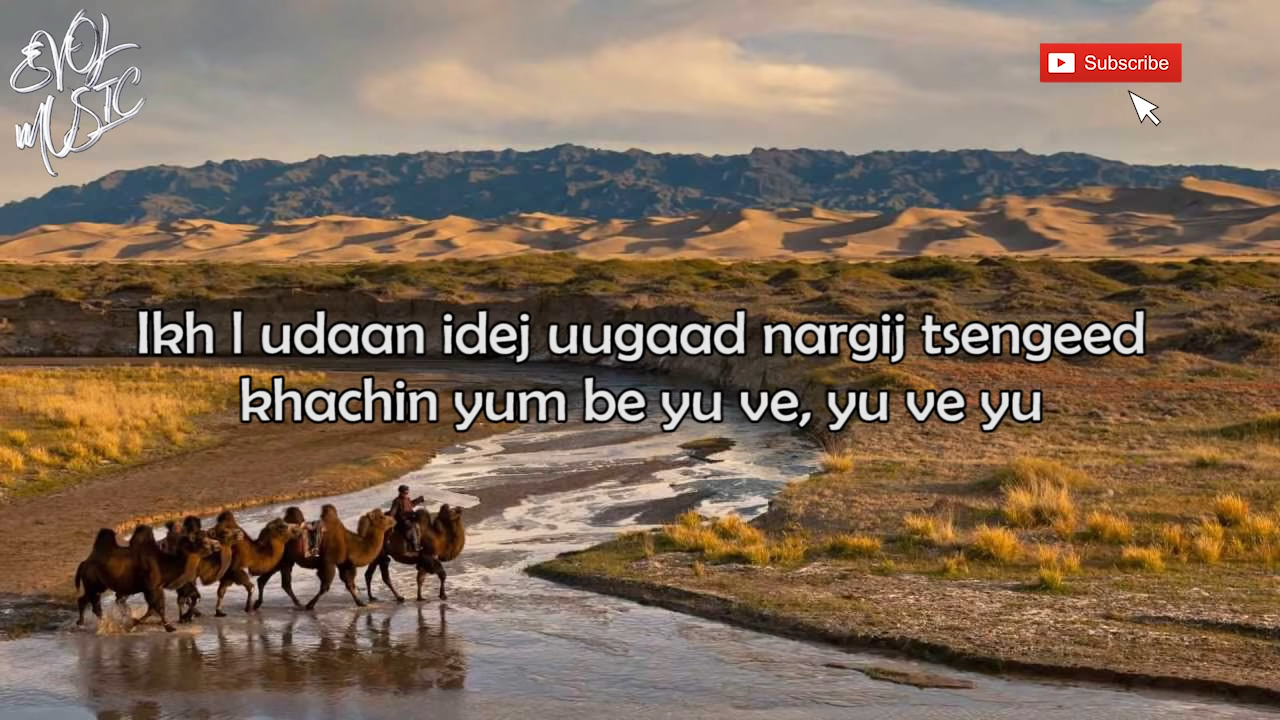 EVOL
MUSIC
Subscribe
Ikh I udaan idej uugaad nargij tsengeed
khachin yum be yu ve, yu ve yu